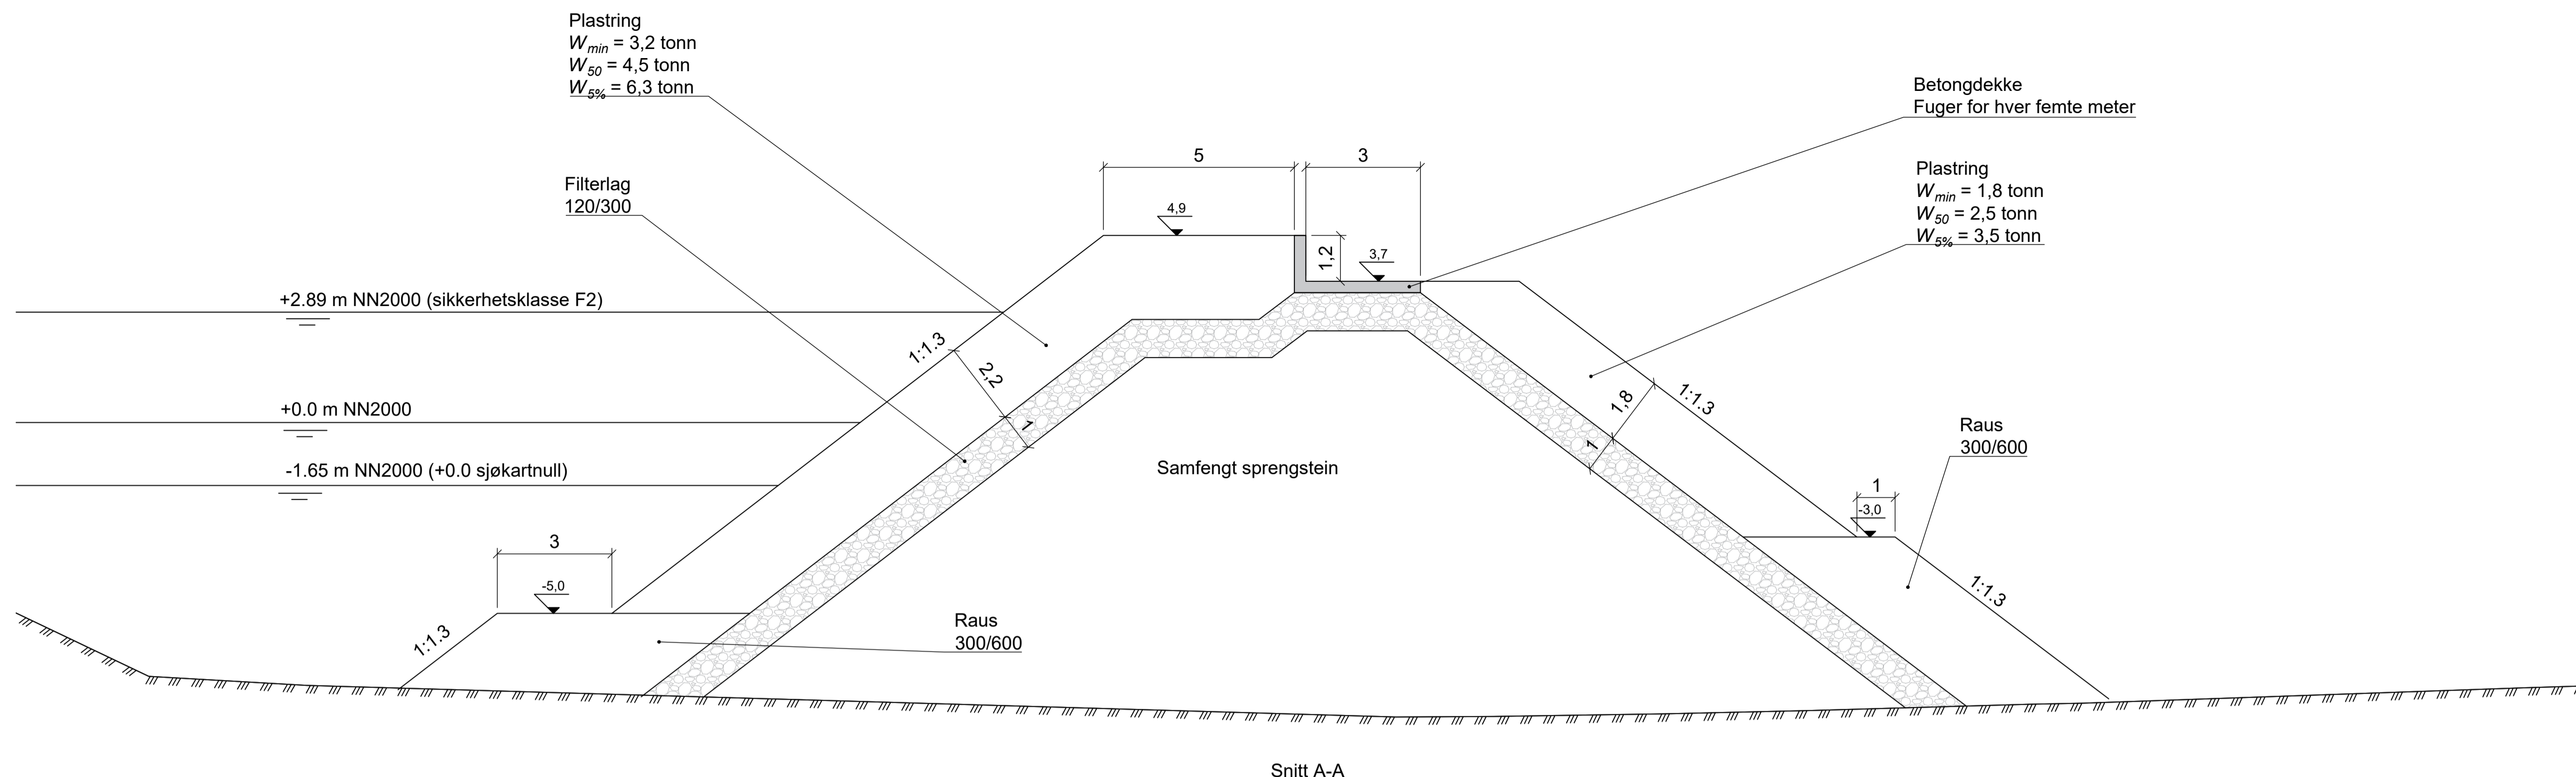 Plastring
Wmin = 3,2 tonn
W50 = 4,5 tonn
W5% = 6,3 tonn
Filterlag
120/300
Betongdekke
Fuger for hver femte meter
Plastring
Wmin = 1,8 tonn
W50 = 2,5 tonn
W5% = 3,5 tonn
5
3
4,9
1,2
3,7
+2.89 m NN2000 (sikkerhetsklasse F2)
1:1.3
2,2
1
1,8
1
1:1.3
+0.0 m NN2000
-1.65 m NN2000 (+0.0 sjøkartnull)
Samfengt sprengstein
Raus
300/600
1
-3,0
3
-5,0
1:1.3
1:1.3
Raus
300/600
Snitt A-A